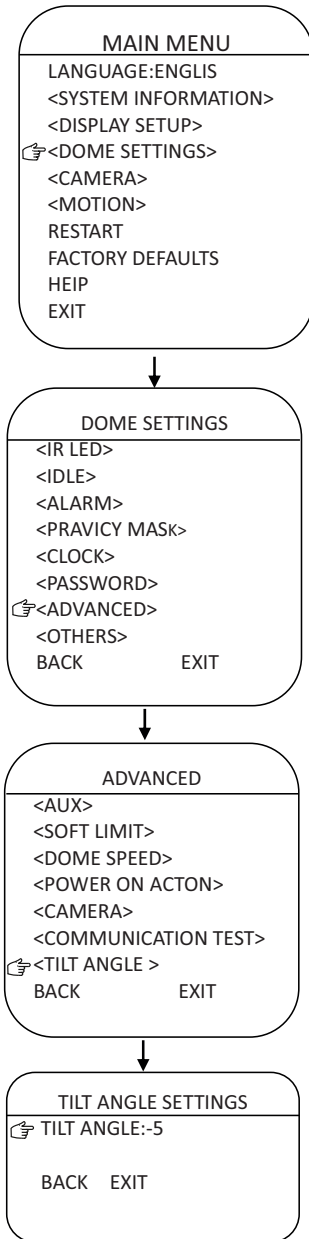 MAIN MENU
LANGUAGE:ENGLIS
<SYSTEM INFORMATION>
<DISPLAY SETUP>
<DOME SETTINGS>
<CAMERA>
<MOTION>
RESTART
FACTORY DEFAULTS
HEIP
EXIT
DOME SETTINGS
<IR LED>
<IDLE>
<ALARM>
<PRAVICY MASK>
<CLOCK>
<PASSWORD>
<ADVANCED>
<OTHERS>
BACK EXIT
ADVANCED
<AUX>
<SOFT LIMIT>
<DOME SPEED>
<POWER ON ACTON>
<CAMERA>
<COMMUNICATION TEST>
<TILT ANGLE >
BACK EXIT
TILT ANGLE SETTINGS
TILT ANGLE:-5
BACK EXIT